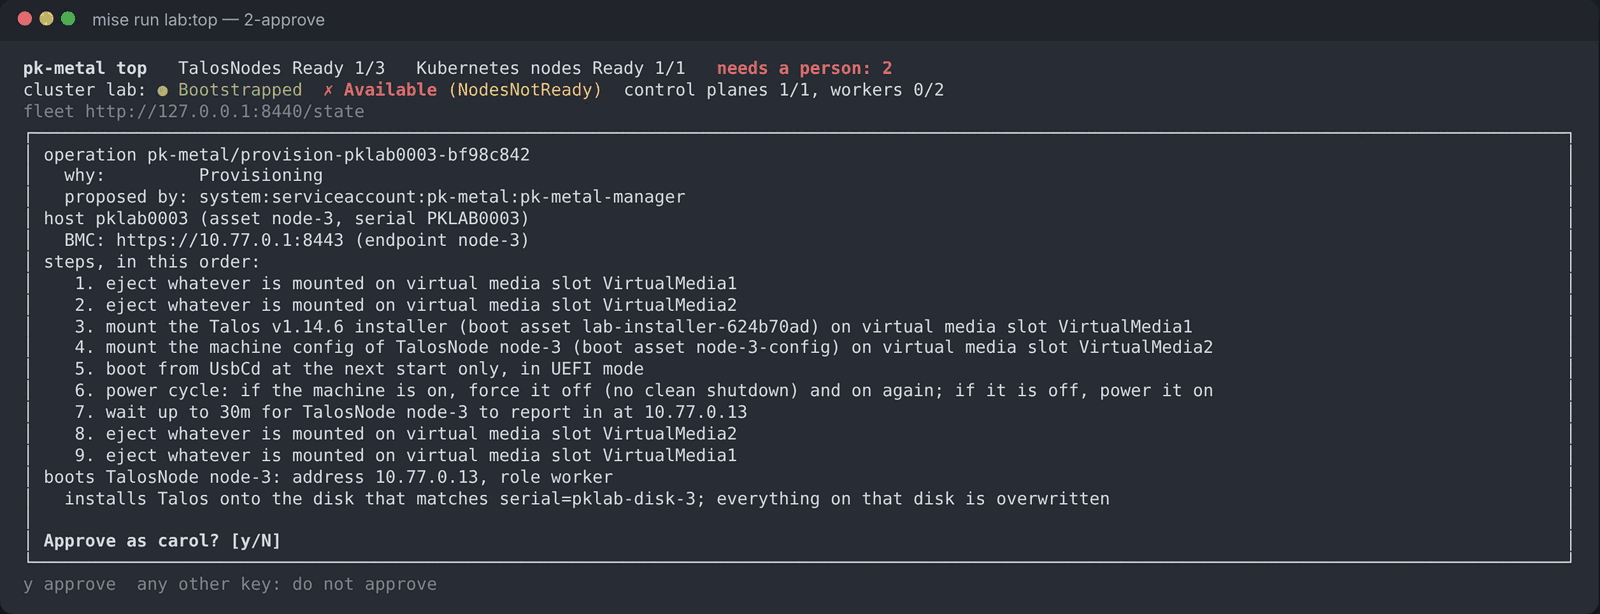 mise run lab:top — 2-approve
pk-metal top   TalosNodes Ready 1/3   Kubernetes nodes Ready 1/1   needs a person: 2
cluster lab: ● Bootstrapped  ✗ Available (NodesNotReady)  control planes 1/1, workers 0/2
fleet http://127.0.0.1:8440/state
operation pk-metal/provision-pklab0003-bf98c842
  why:         Provisioning
  proposed by: system:serviceaccount:pk-metal:pk-metal-manager
host pklab0003 (asset node-3, serial PKLAB0003)
  BMC: https://10.77.0.1:8443 (endpoint node-3)
steps, in this order:
   1. eject whatever is mounted on virtual media slot VirtualMedia1
   2. eject whatever is mounted on virtual media slot VirtualMedia2
   3. mount the Talos v1.14.6 installer (boot asset lab-installer-624b70ad) on virtual media slot VirtualMedia1
   4. mount the machine config of TalosNode node-3 (boot asset node-3-config) on virtual media slot VirtualMedia2
   5. boot from UsbCd at the next start only, in UEFI mode
   6. power cycle: if the machine is on, force it off (no clean shutdown) and on again; if it is off, power it on
   7. wait up to 30m for TalosNode node-3 to report in at 10.77.0.13
   8. eject whatever is mounted on virtual media slot VirtualMedia2
   9. eject whatever is mounted on virtual media slot VirtualMedia1
boots TalosNode node-3: address 10.77.0.13, role worker
  installs Talos onto the disk that matches serial=pklab-disk-3; everything on that disk is overwritten
Approve as carol? [y/N]
y approve  any other key: do not approve